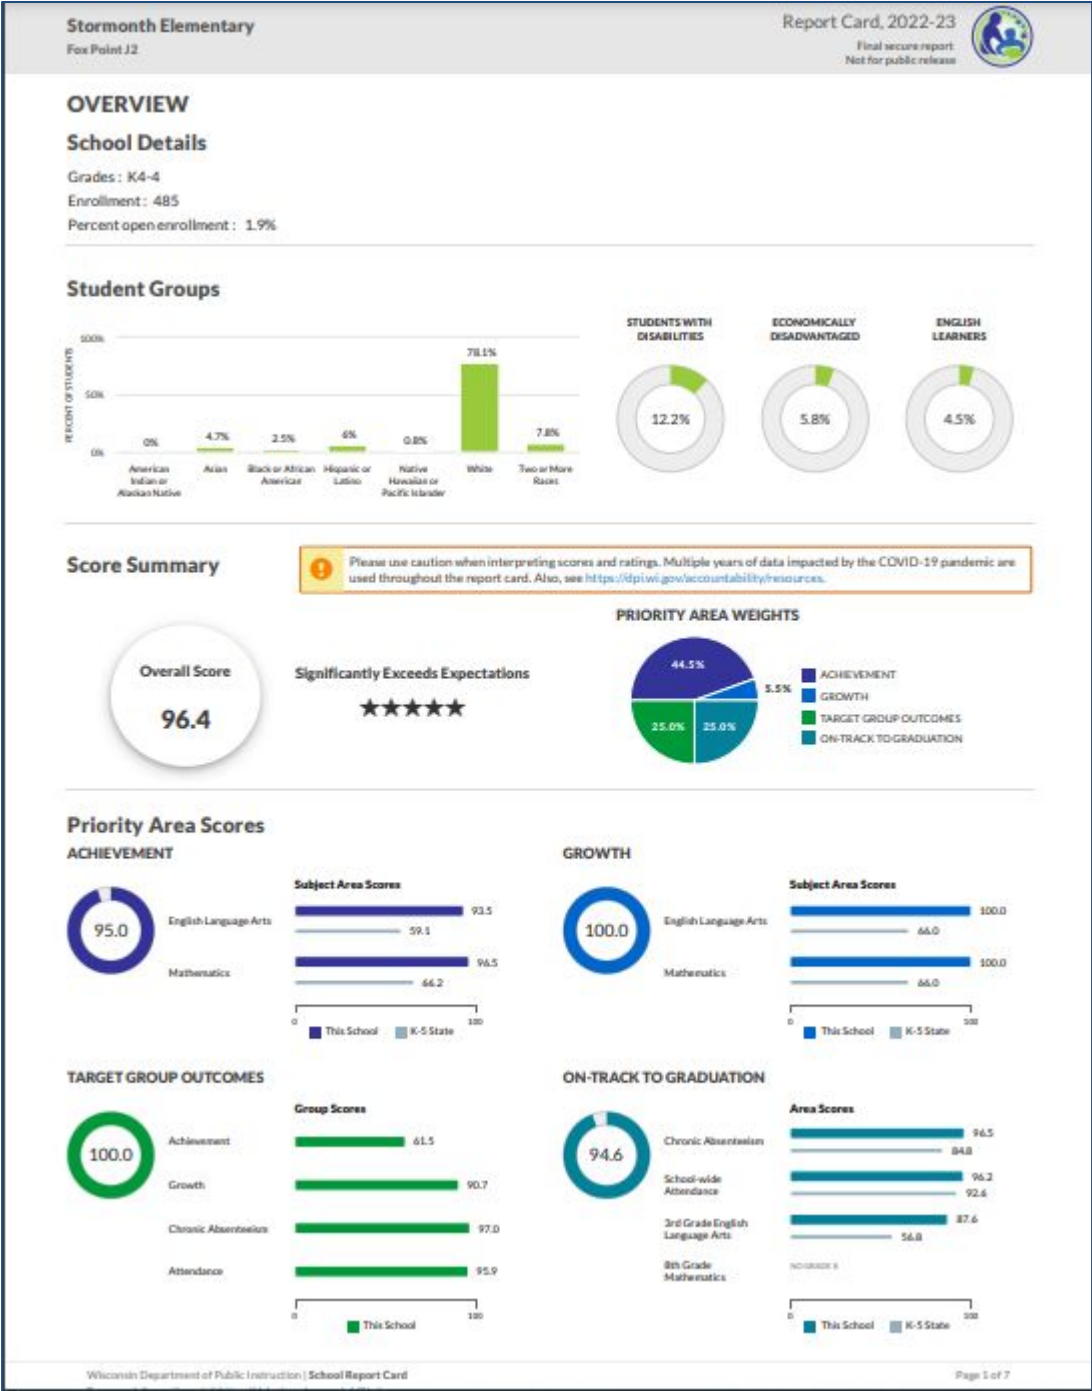 Stormonth Elementary
Fox Point J2
Report Card, 2022-23
Final secure report
Not for public release
OVERVIEW
School Details
Grades : K4-4
Enrollment : 485
Percent open enrollment : 1.9%
Student Groups
PERCENT OF STUDENTS
100%
50%
0%
0%
4.7%
2.5%
6%
0.8%
78.1%
7.8%
American
Indian or
Alaskan Native
Asian
Black or African
American
Hispanic or
Latino
Native
Hawaiian or
Pacific Islander
White
Two or More
Races
STUDENTS WITH
DISABILITIES
12.2%
ECONOMICALLY
DISADVANTAGED
5.8%
ENGLISH
LEARNERS
4.5%
Score Summary
Please use caution when interpreting scores and ratings. Multiple years of data impacted by the COVID-19 pandemic are
used throughout the report card. Also, see https://dpi.wi.gov/accountability/resources.
Overall Score
96.4
Significantly Exceeds Expectations
PRIORITY AREA WEIGHTS
44.5%
5.5%
25.0%
25.0%
ACHIEVEMENT
GROWTH
TARGET GROUP OUTCOMES
ON-TRACK TO GRADUATION
Priority Area Scores
ACHIEVEMENT
95.0
Subject Area Scores
English Language Arts
93.5
59.1
Mathematics
96.5
66.2
0
100
This School
K-5 State
GROWTH
100.0
Subject Area Scores
English Language Arts
100.0
66.0
Mathematics
100.0
66.0
0
100
This School
K-5 State
TARGET GROUP OUTCOMES
100.0
Group Scores
Achievement
61.5
Growth
90.7
Chronic Absenteeism
97.0
Attendance
95.9
0
100
This School
ON-TRACK TO GRADUATION
94.6
Area Scores
Chronic Absenteeism
96.5
84.8
School-wide
Attendance
96.2
92.6
3rd Grade English
Language Arts
87.6
56.8
8th Grade
Mathematics
NO GRADE 8
0
100
This School
K-5 State
Wisconsin Department of Public Instruction | School Report Card
Page 1 of 7